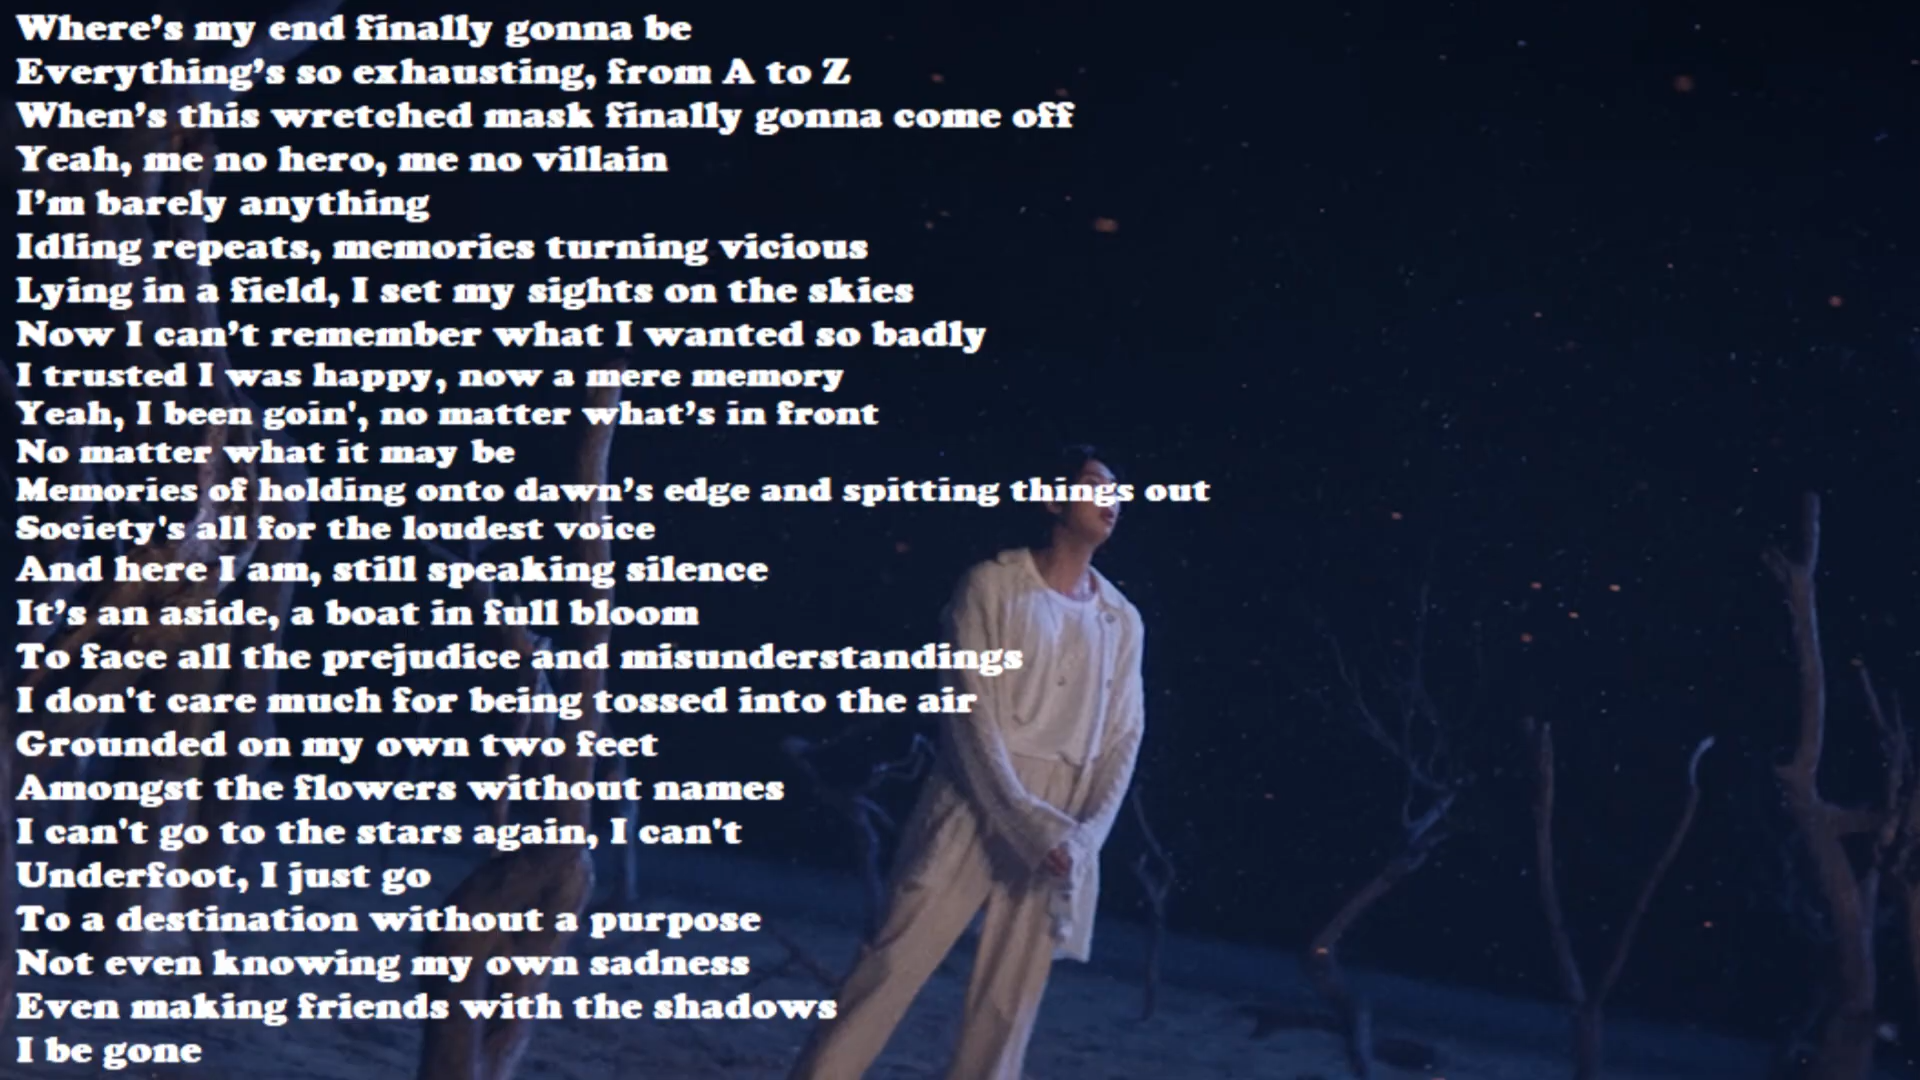 Where’s my end finally gonna be
Everything’s so exhausting, from A to Z
When’s this wretched mask finally gonna come off
Yeah, me no hero, me no villain
I’m barely anything
Idling repeats, memories turning vicious
Lying in a field, I set my sights on the skies
Now I can’t remember what I wanted so badly
I trusted I was happy, now a mere memory
Yeah, I been goin', no matter what’s in front
No matter what it may be
Memories of holding onto dawn’s edge and spitting things out
Society's all for the loudest voice
And here I am, still speaking silence
It’s an aside, a boat in full bloom
To face all the prejudice and misunderstandings
I don't care much for being tossed into the air
Grounded on my own two feet
Amongst the flowers without names
I can't go to the stars again, I can't
Underfoot, I just go
To a destination without a purpose
Not even knowing my own sadness
Even making friends with the shadows
I be gone